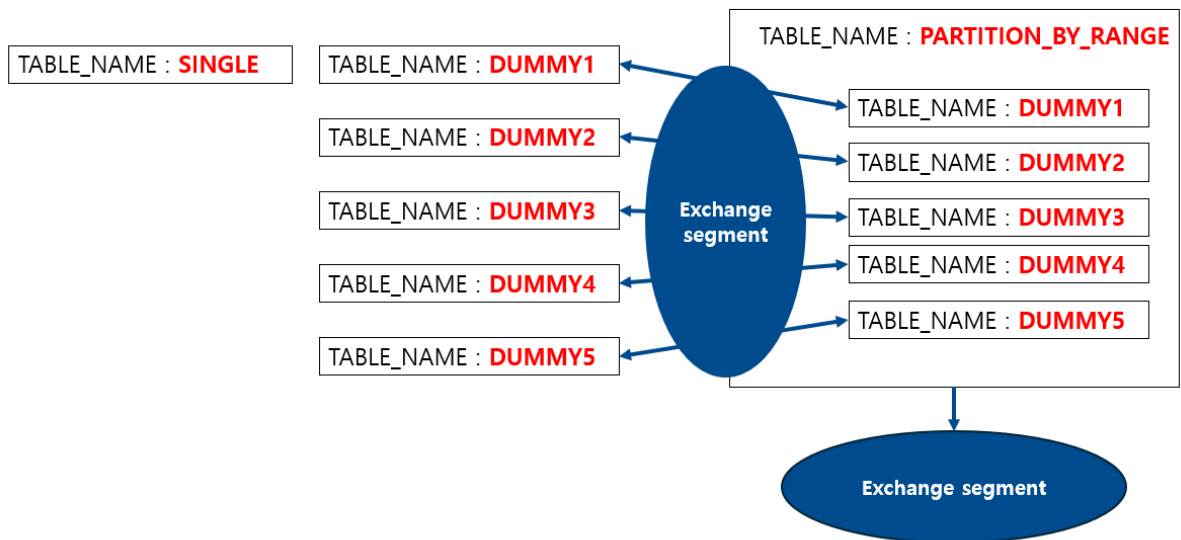 TABLE_NAME : PARTITION_BY_RANGE
TABLE_NAME : SINGLE
TABLE_NAME : DUMMY1
TABLE_NAME : DUMMY2
TABLE_NAME : DUMMY3
TABLE_NAME : DUMMY4
TABLE_NAME : DUMMY5
Exchange
segment
TABLE_NAME : DUMMY1
TABLE_NAME : DUMMY2
TABLE_NAME : DUMMY3
TABLE_NAME : DUMMY4
TABLE_NAME : DUMMY5
Exchange segment